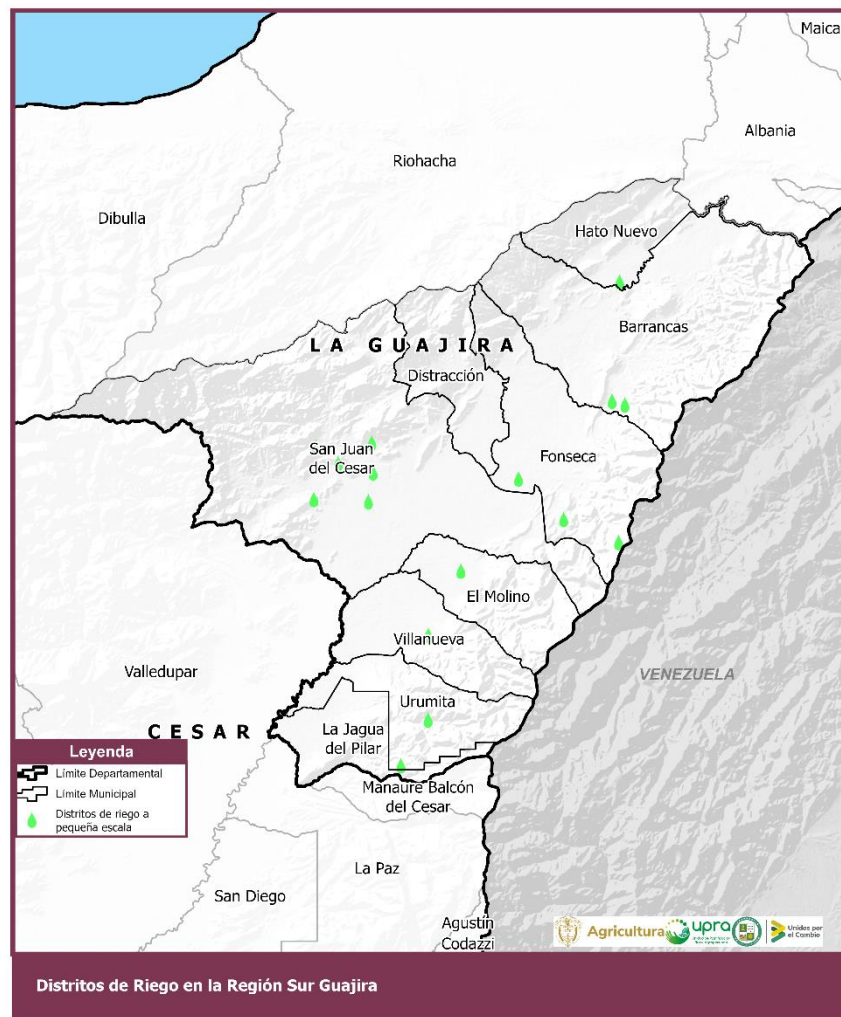 Maica
Albania
Riohacha
Dibulla
Hato Nuevo
Barrancas
LA GUAJIRA
Distracción
San Juan
del Cesar
Fonseca
El Molino
Villanueva
Valledupar
VENEZUELA
Urumita
CESAR
La Jagua
del Pilar
Leyenda
Límite Departamental
Límite Municipal
Distritos de riego a
pequeña escala
Manaure Balcón
del Cesar
La Paz
San Diego
Agustín
Codazzi
Agricultura
upra
Unidos por
el Cambio
Distritos de Riego en la Región Sur Guajira